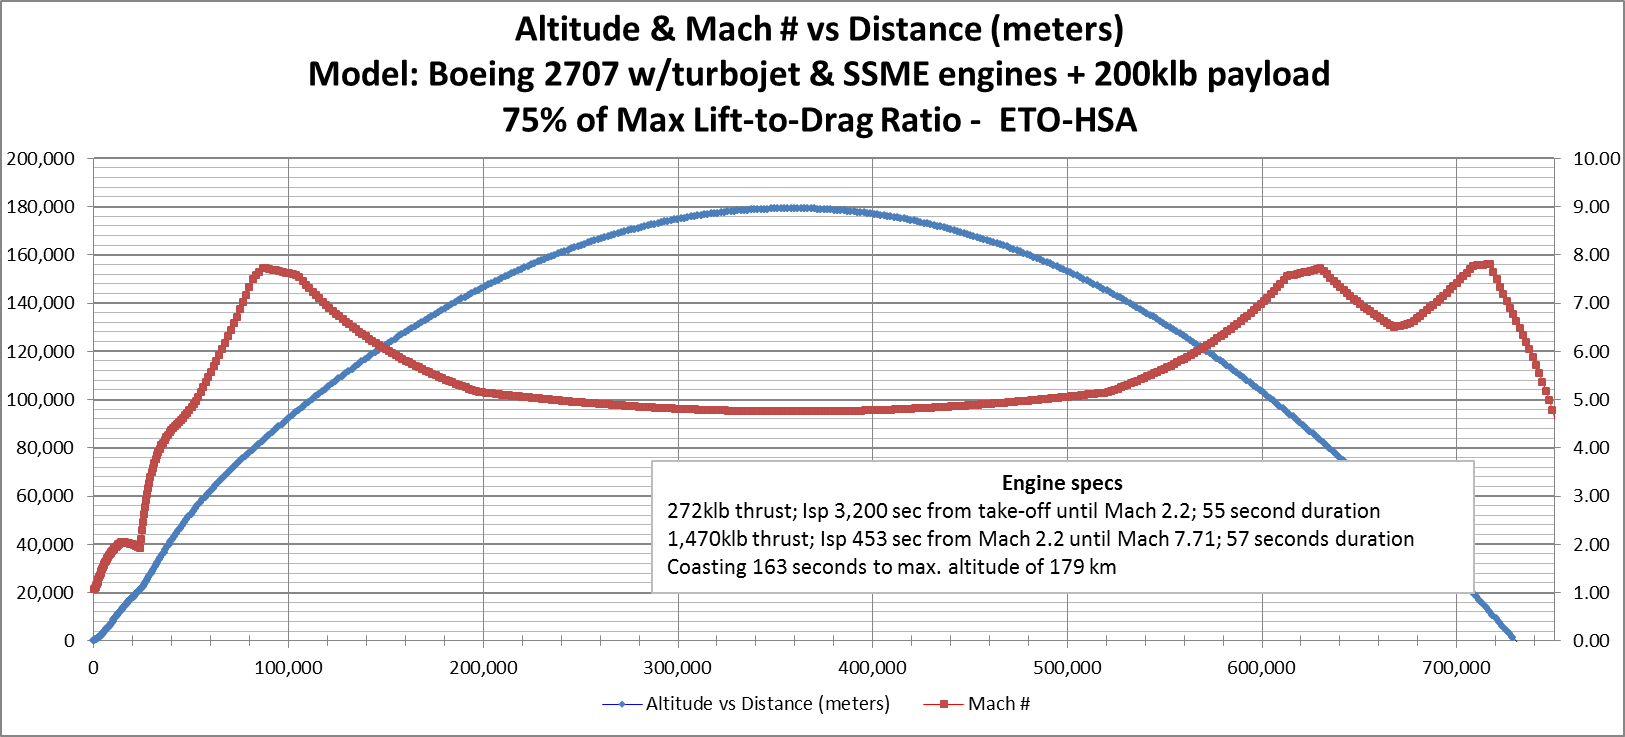 Altitude & Mach # vs Distance (meters)
Model: Boeing 2707 w/turbojet & SSME engines + 200klb payload
75% of Max Lift-to-Drag Ratio - ETO-HSA
200,000
180,000
160,000
140,000
120,000
100,000
80,000
60,000
40,000
20,000
0
10.00
9.00
8.00
7.00
6.00
5.00
4.00
3.00
2.00
1.00
0.00
Engine specs
272klb thrust; Isp 3,200 sec from take-off until Mach 2.2; 55 second duration
1,470klb thrust; Isp 453 sec from Mach 2.2 until Mach 7.71; 57 seconds duration
Coasting 163 seconds to max. altitude of 179 km
0 100,000 200,000 300,000 400,000 500,000 600,000 700,000
Altitude vs Distance (meters) Mach #